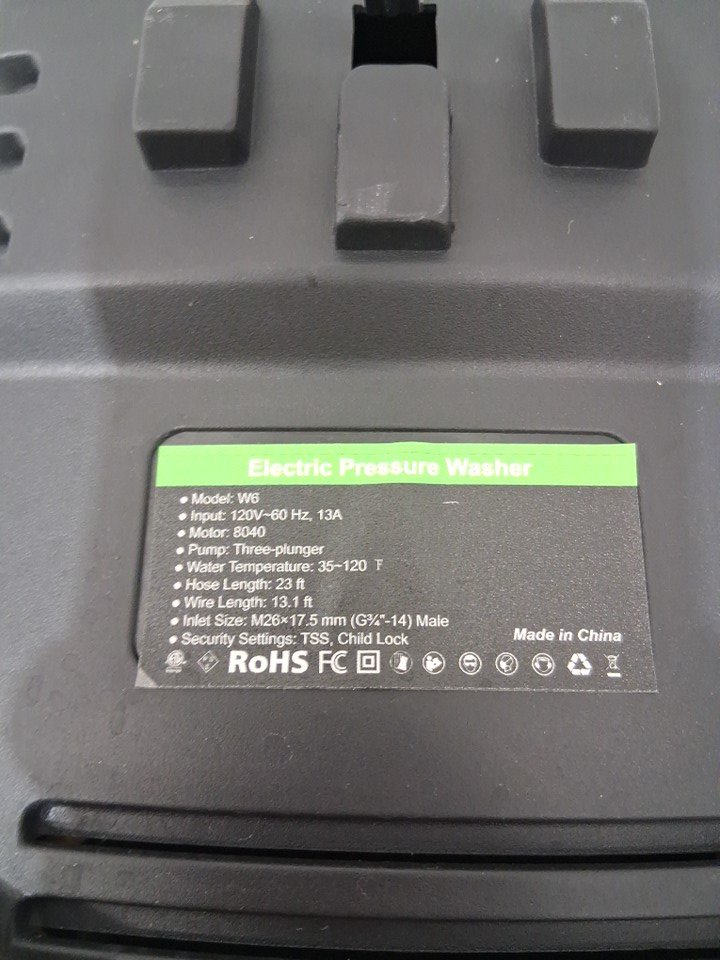 Electric Pressure Washer
● Model: W6
● Input: 120V~60 Hz, 13A
● Motor: 8040
● Pump: Three-plunger
● Water Temperature: 35~120 ℉
● Hose Length: 23 ft
● Wire Length: 13.1 ft
● Inlet Size: M26×17.5 mm (G¾"-14) Male
● Security Settings: TSS, Child Lock
Made in China
RoHS FC